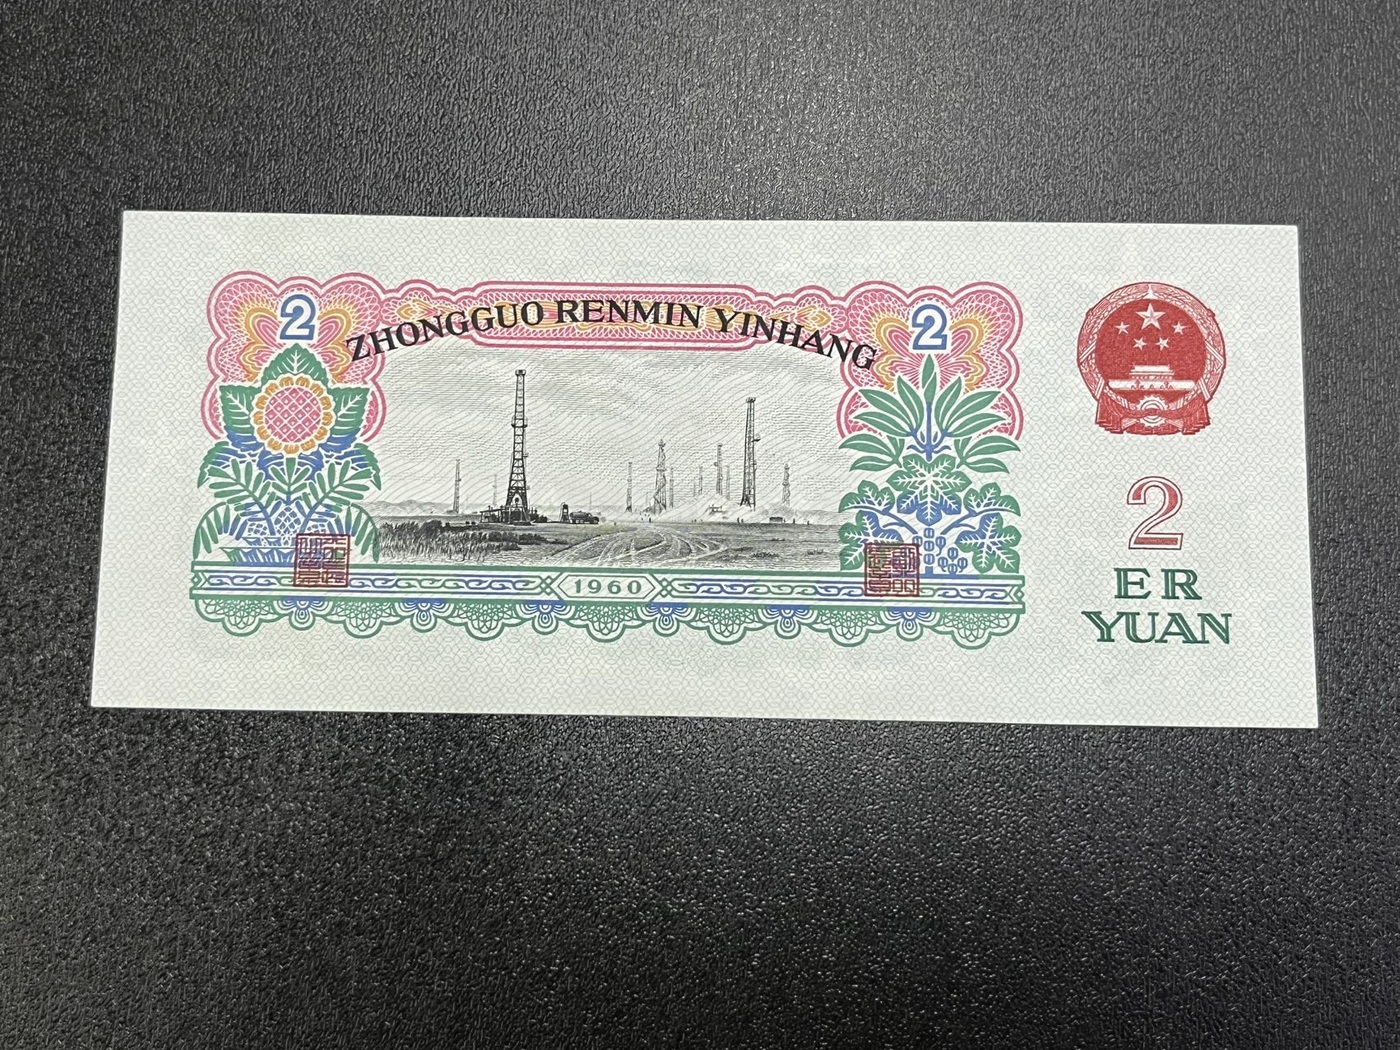 2
ZHONGGUO RENMIN YINHANG
2
1960
2
ER
YUAN